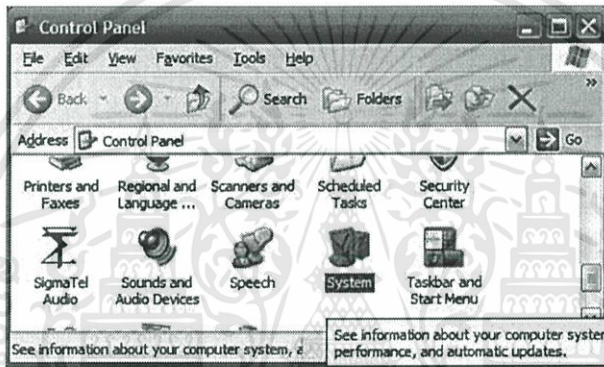 Control Panel
File Edit View Favorites Tools Help
Back Search Folders »
Address Control Panel Go
Printers and Faxes
Regional and Language ...
Scanners and Cameras
Scheduled Tasks
Security Center
SigmaTel Audio
Sounds and Audio Devices
Speech
System
Taskbar and Start Menu
See information about your computer system, a
See information about your computer system
performance, and automatic updates.